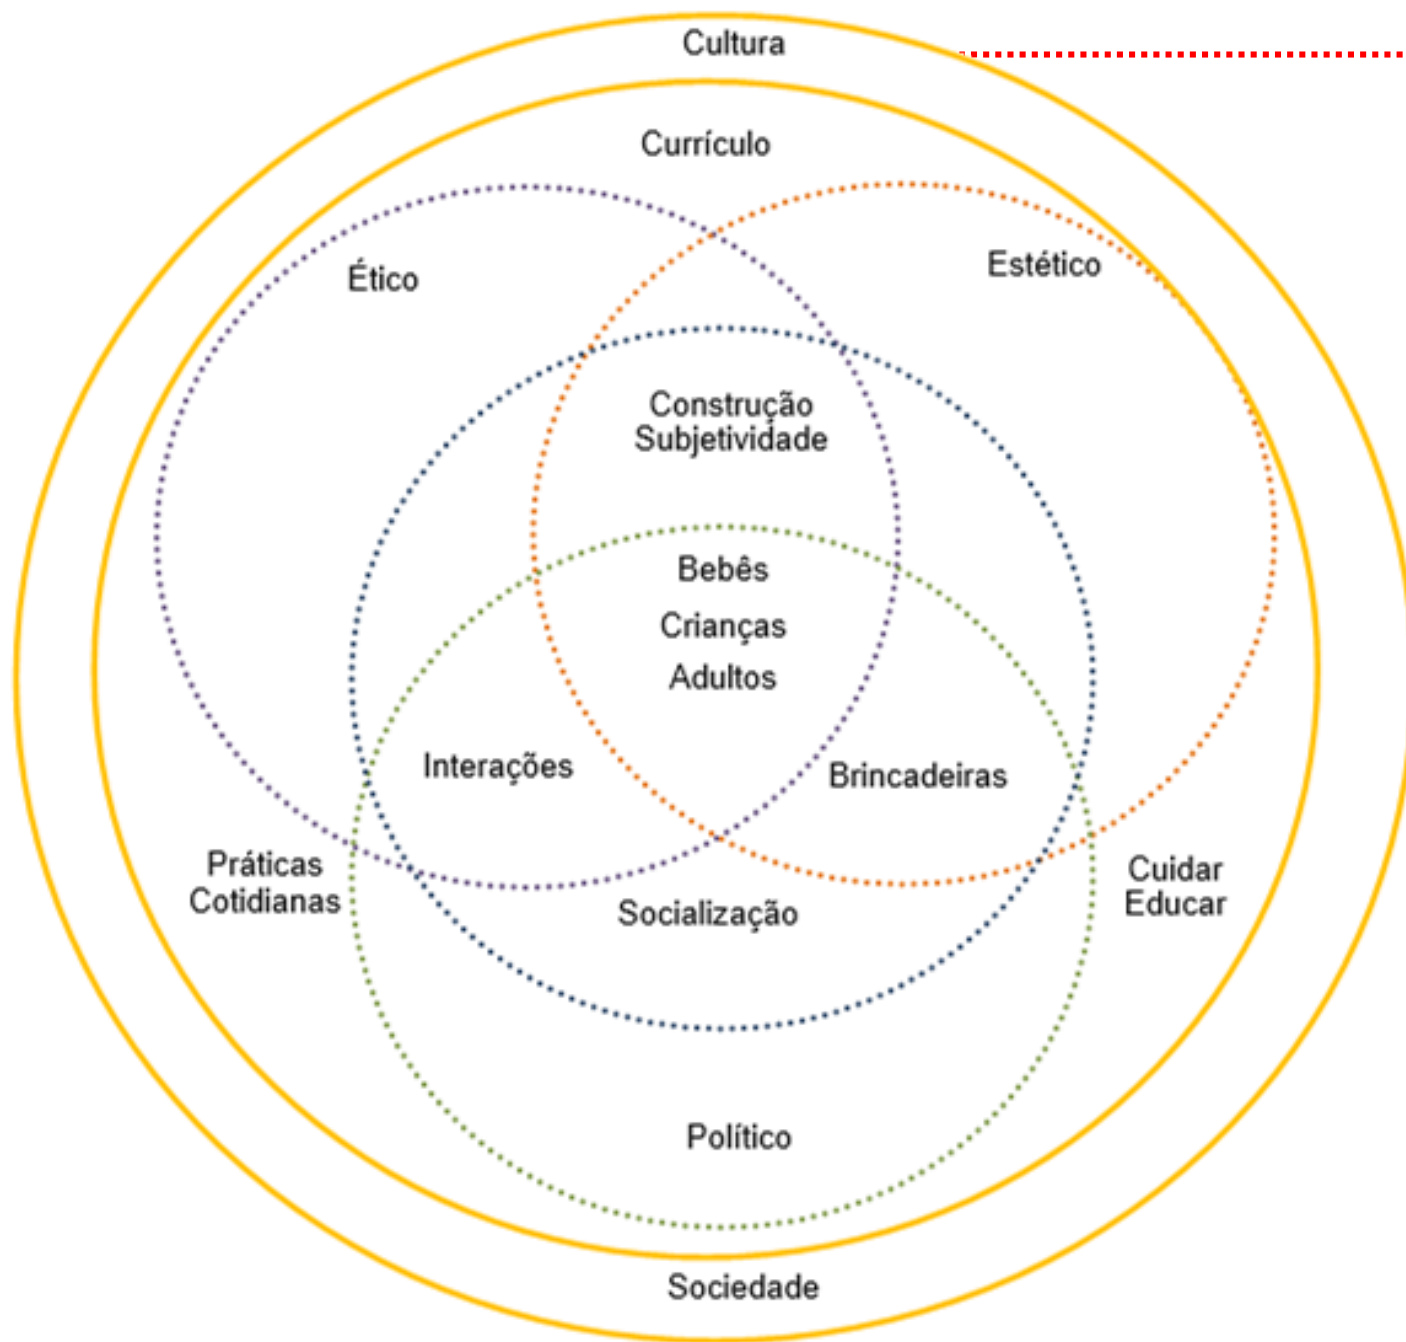 Cultura
Currículo
Ético
Estético
Construção
Subjetividade
Bebês
Crianças
Adultos
Interações
Brincadeiras
Práticas
Cotidianas
Cuidar
Educar
Socialização
Político
Sociedade